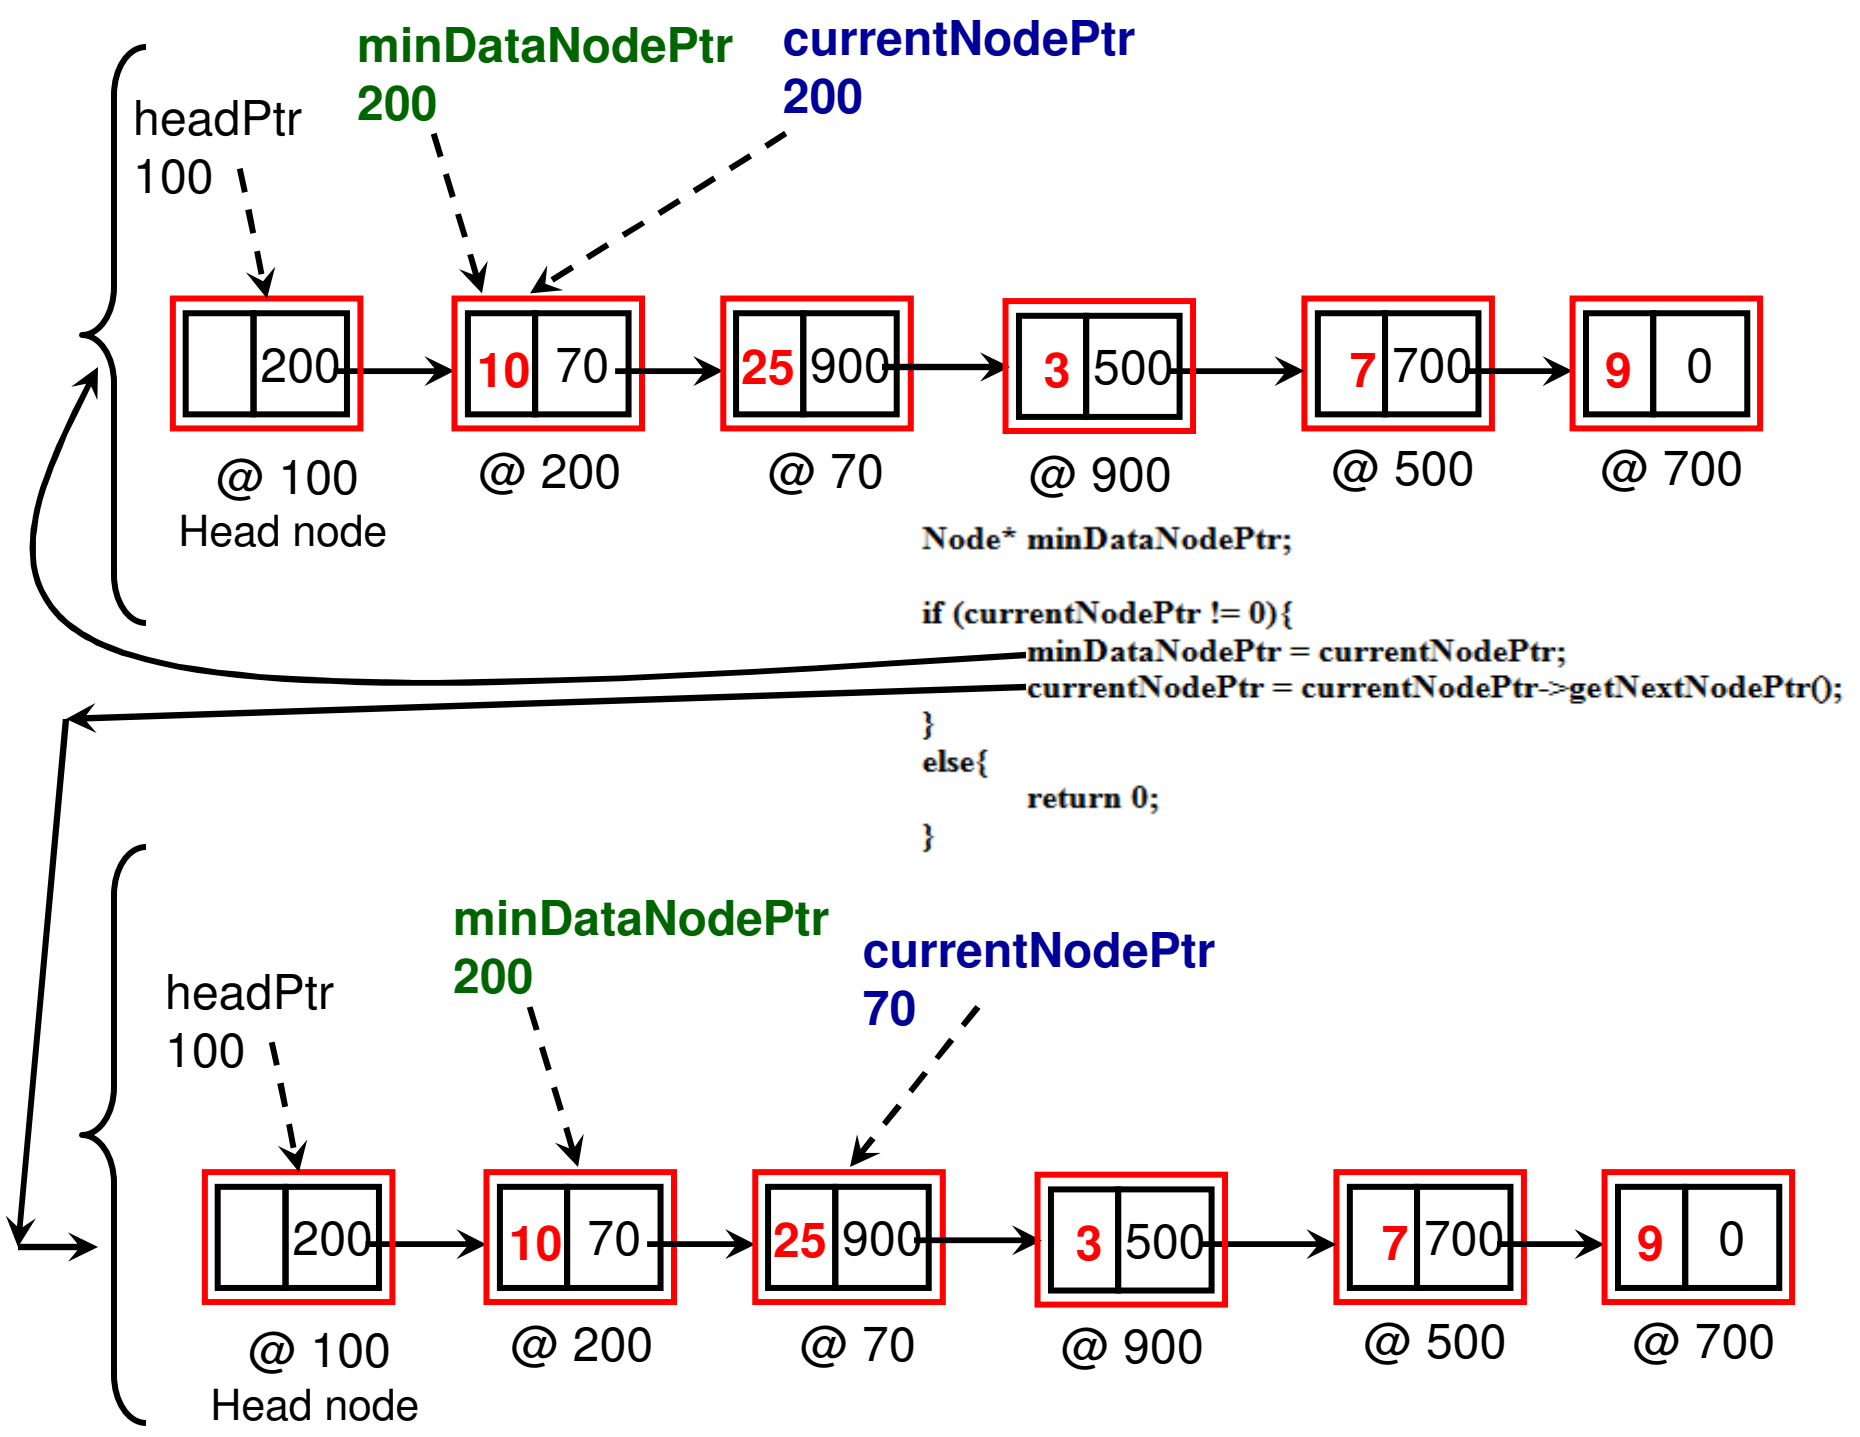 minDataNodePtr
200
currentNodePtr
200
headPtr
100
200 10 70 25 900 3 500 7 700 9 0
@ 100 @ 200 @ 70 @ 900 @ 500 @ 700
Head node
Node* minDataNodePtr;
if (currentNodePtr != 0){
minDataNodePtr = currentNodePtr;
currentNodePtr = currentNodePtr->getNextNodePtr();
}
else{
return 0;
}
minDataNodePtr
200
currentNodePtr
70
headPtr
100
200 10 70 25 900 3 500 7 700 9 0
@ 100 @ 200 @ 70 @ 900 @ 500 @ 700
Head node